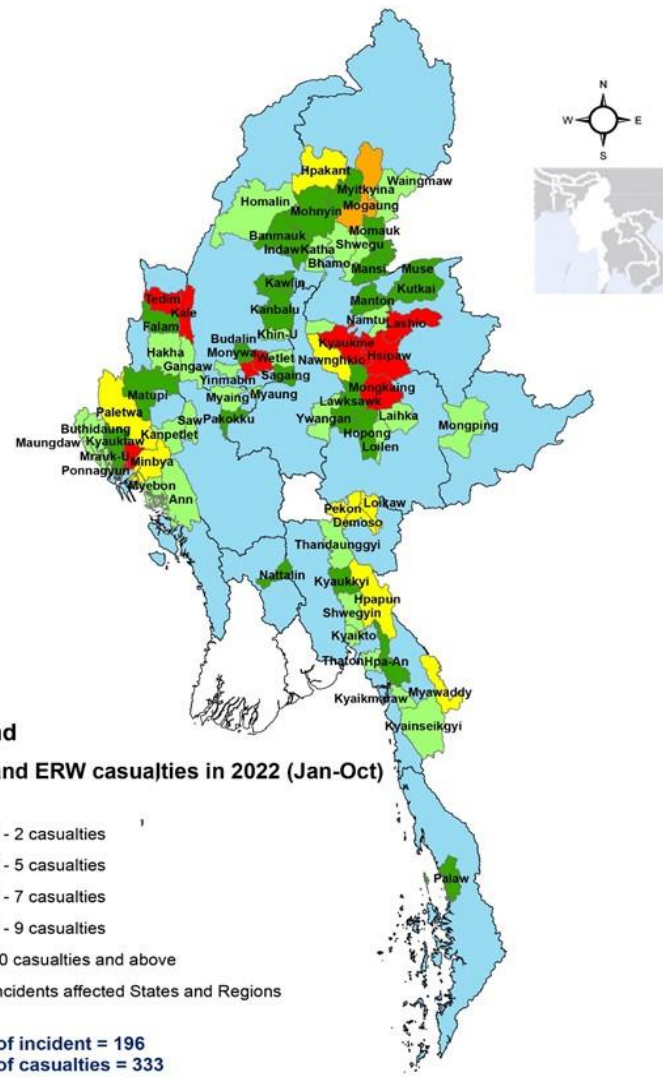 N
W E
S
Hpakant
Waingmaw
Myitkyina
Homalin
Mogaung
Mohnyin
Momauk
Banmauk
Shwegu
Indaw Katha
Bhamo
Mansi
Muse
Kawlin
Kutkai
Tedim
Manton
Kale
Kanbalu
Namtu
Lashio
Falam
Khin-U
Budalin
Kyaukme
Hakha
Monywa
Wetlet
Nawnghkio
Hsipaw
Gangaw
Sagaing
Yinmabin
Mongkaing
Matupi
Myaing
Myaung
Lawksawk
Paletwa
Saw
Pakokku
Ywangan
Laihka
Mongping
Buthidaung
Kanpetlet
Hopong
Maungdaw
Kyauktaw
Loilen
Mrauk-U
Minbya
Ponnagyun
Myebon
Ann
Pekon
Loikaw
Demoso
Thandaunggyi
Nattalin
Kyaukkyi
Hpapun
Shwegyin
Kyaikto
Thaton
Hpa-An
Myawaddy
Kyaikmaraw
Kyainseikgyi
nd
and ERW casualties in 2022 (Jan-Oct)
- 2 casualties
- 5 casualties
- 7 casualties
- 9 casualties
0 casualties and above
ncidents affected States and Regions
Palaw
of incident = 196
of casualties = 333